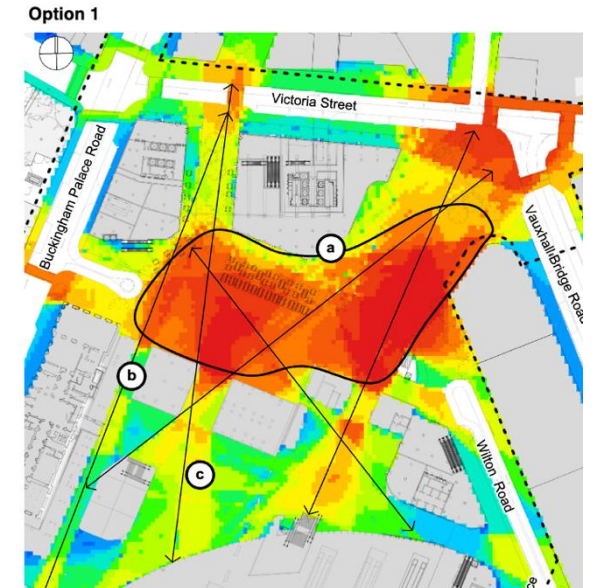 Option 1
Victoria Street
Buckingham Palace Road
a
Vauxhall Bridge Road
b
c
Wilton Road